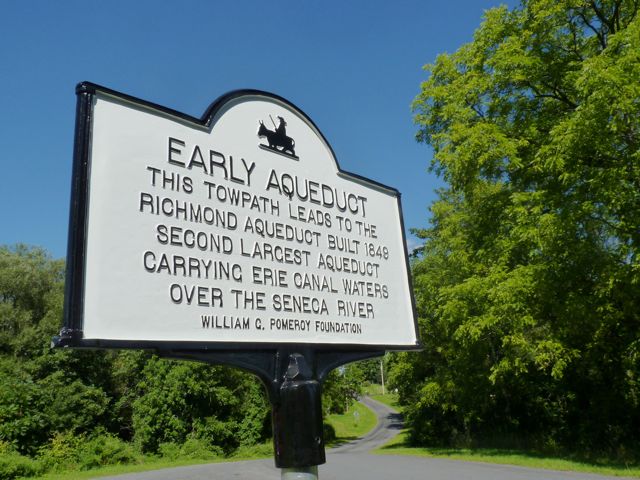 EARLY AQUEDUCT
THIS TOWPATH LEADS TO THE
RICHMOND AQUEDUCT BUILT 1849
SECOND LARGEST AQUEDUCT
CARRYING ERIE CANAL WATERS
OVER THE SENECA RIVER
WILLIAM G. POMEROY FOUNDATION